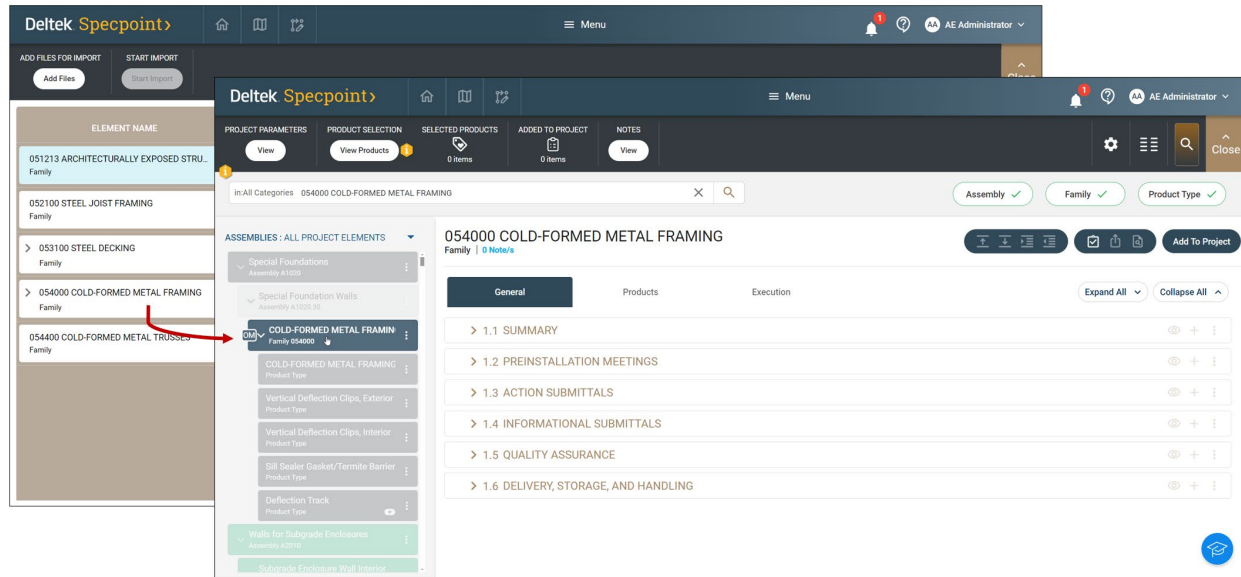 Deltek Specpoint
Menu
1
AA AE Administrator
ADD FILES FOR IMPORT
START IMPORT
Add Files
Start Import
ELEMENT NAME
051213 ARCHITECTURALLY EXPOSED STRU..
Family
052100 STEEL JOIST FRAMING
Family
053100 STEEL DECKING
Family
054000 COLD-FORMED METAL FRAMING
Family
054400 COLD-FORMED METAL TRUSSES
Family
Deltek Specpoint
Menu
1
AA AE Administrator
PROJECT PARAMETERS
PRODUCT SELECTION
SELECTED PRODUCTS
ADDED TO PROJECT
NOTES
View
View Products
0 items
0 items
View
Close
in:All Categories 054000 COLD-FORMED METAL FRAMING
Assembly
Family
Product Type
ASSEMBLIES : ALL PROJECT ELEMENTS
Special Foundations
Assembly A1020
Special Foundation Walls
Assembly A1020.30
OM
COLD-FORMED METAL FRAMIN
Family 054000
COLD-FORMED METAL FRAMING
Product Type
Vertical Deflection Clips, Exterior
Product Type
Vertical Deflection Clips, Interior
Product Type
Sill Sealer Gasket/Termite Barrier
Product Type
Deflection Track
Product Type
Walls for Subgrade Enclosures
Assembly A2010
Subgrade Enclosure Wall Interior
054000 COLD-FORMED METAL FRAMING
Family | 0 Note/s
Add To Project
General
Products
Execution
Expand All
Collapse All
1.1 SUMMARY
1.2 PREINSTALLATION MEETINGS
1.3 ACTION SUBMITTALS
1.4 INFORMATIONAL SUBMITTALS
1.5 QUALITY ASSURANCE
1.6 DELIVERY, STORAGE, AND HANDLING